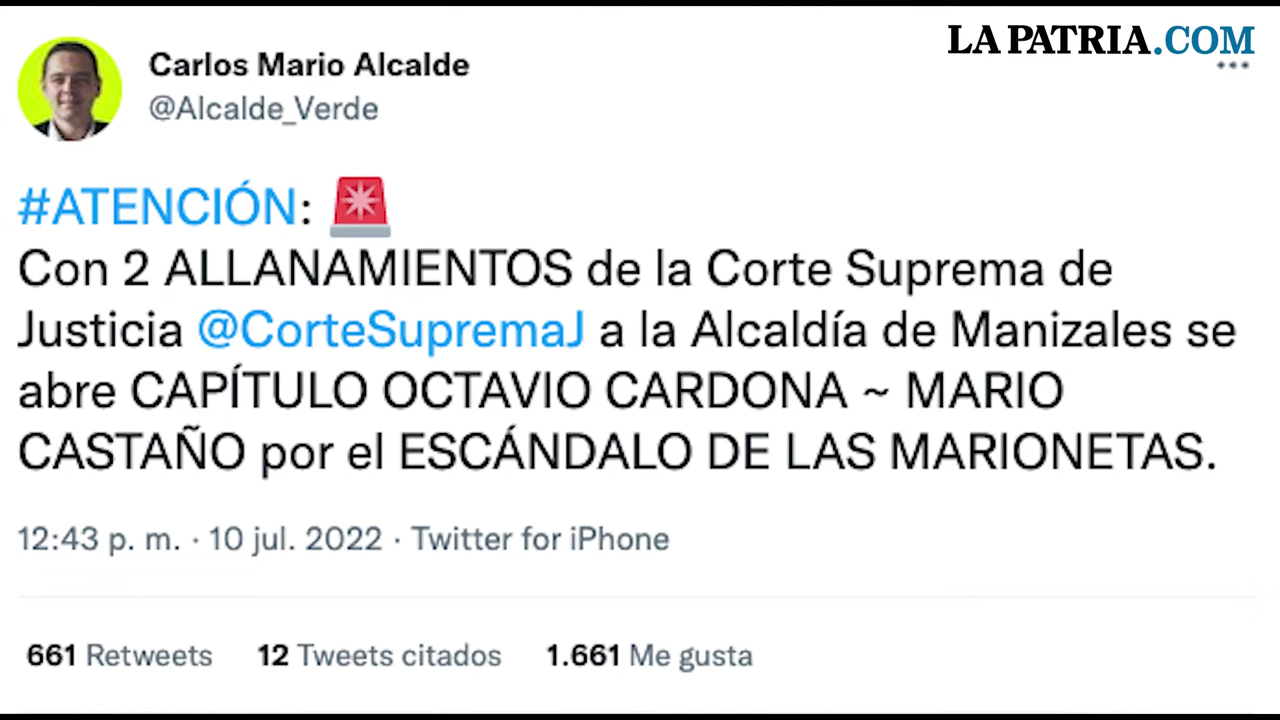 LA PATRIA.COM
Carlos Mario Alcalde
@Alcalde_Verde
#ATENCIÓN:
Con 2 ALLANAMIENTOS de la Corte Suprema de
Justicia @CorteSupremaJ a la Alcaldía de Manizales se
abre CAPÍTULO OCTAVIO CARDONA ~ MARIO
CASTAÑO por el ESCÁNDALO DE LAS MARIONETAS.
12:43 p. m. · 10 jul. 2022 · Twitter for iPhone
661 Retweets 12 Tweets citados 1.661 Me gusta